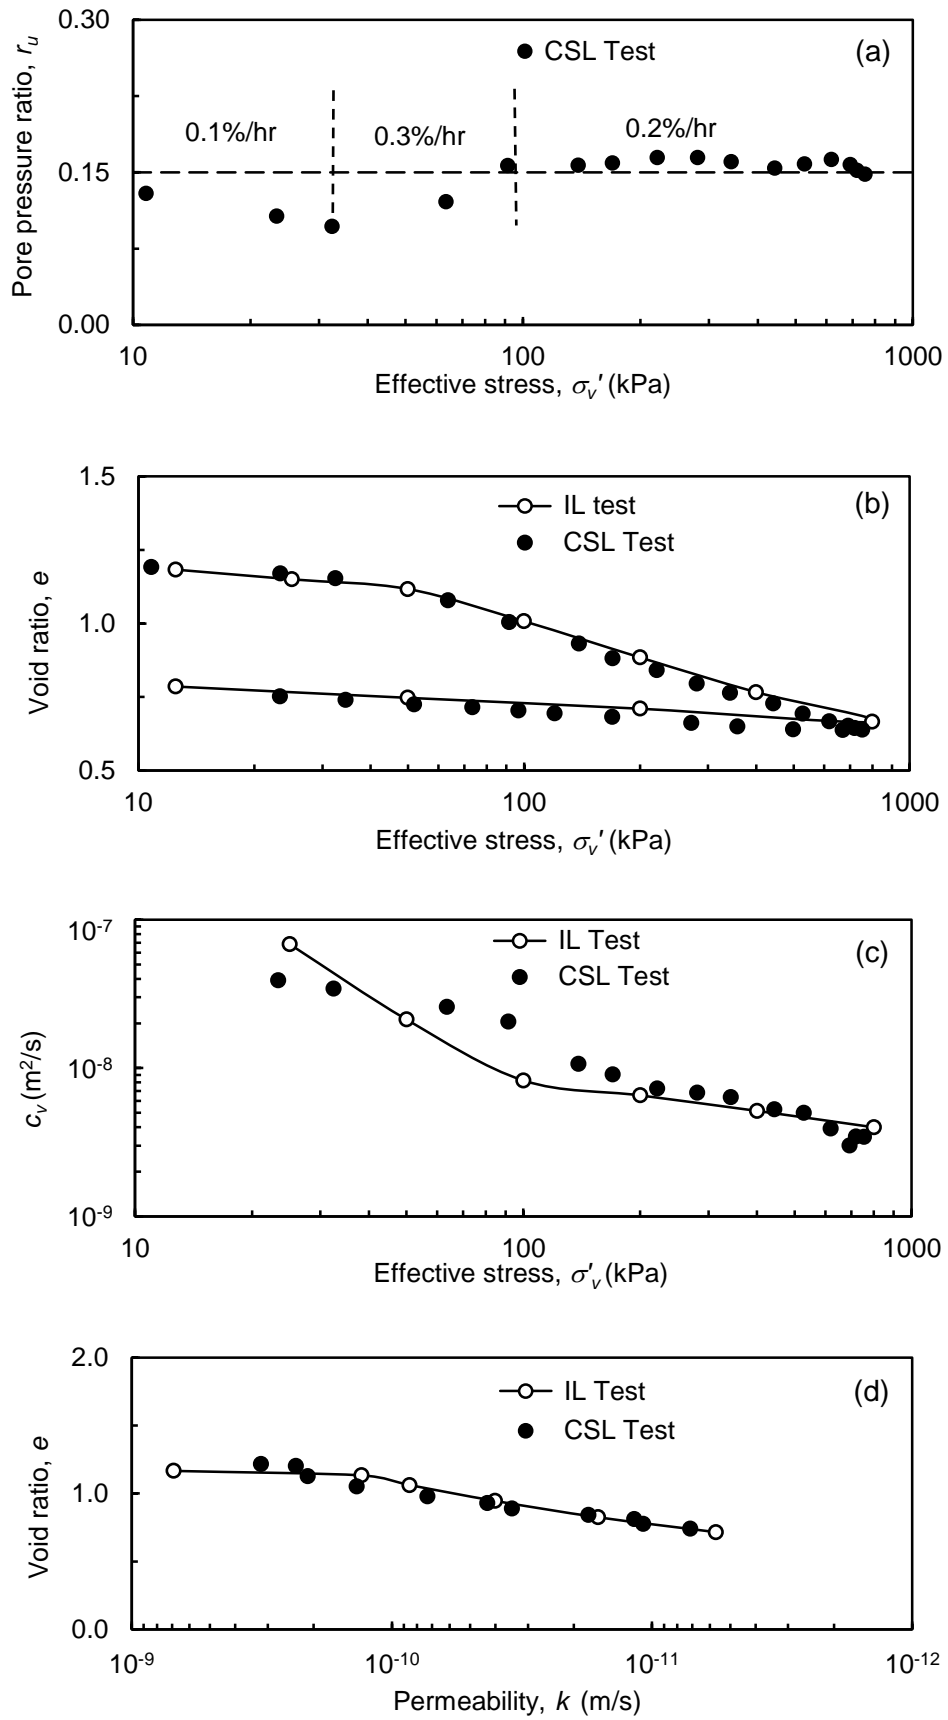 0.30
CSL Test
(a)
0.1%/hr
0.3%/hr
0.2%/hr
0.15
Pore pressure ratio, r_u
0.00
10 100 1000
Effective stress, σ_v′ (kPa)
1.5
IL test
(b)
CSL Test
1.0
Void ratio, e
0.5
10 100 1000
Effective stress, σ_v′ (kPa)
10⁻⁷
IL Test
(c)
CSL Test
10⁻⁸
c_v (m²/s)
10⁻⁹
10 100 1000
Effective stress, σ′_v (kPa)
2.0
IL Test
(d)
CSL Test
1.0
Void ratio, e
0.0
10⁻⁹ 10⁻¹⁰ 10⁻¹¹ 10⁻¹²
Permeability, k (m/s)